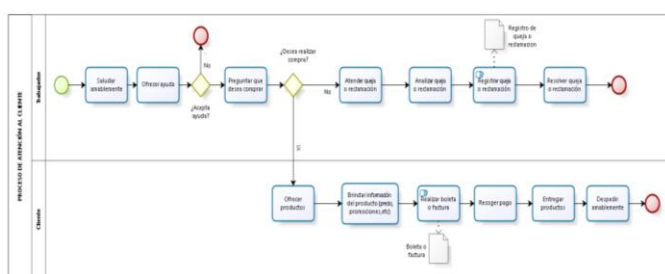 PROCESO DE ATENCIÓN AL CLIENTE
Trabajador
Saludar
amablemente
Ofrecer ayuda
No
¿Acepta
ayuda?
Preguntar que
desea comprar
¿Desea realizar
compra?
No
Atender queja
o reclamación
Analizar queja
o reclamación
Registro de
queja o
reclamacion
Registrar queja
o reclamación
Resolver queja
o reclamación
Si
Cliente
Ofrecer
productos
Brindar información
del producto (precio,
promociones, etc)
Realizar boleta
o factura
Boleta o
factura
Recoger pago
Entregar
productos
Despedir
amablemente